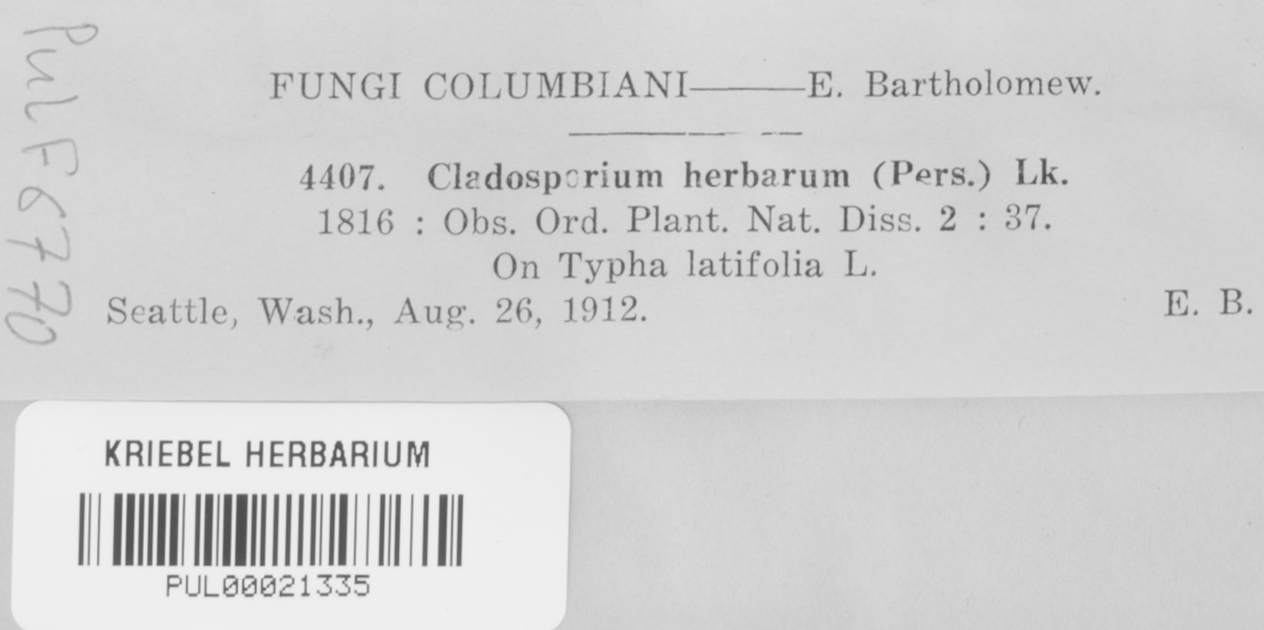 Pul F6770
FUNGI COLUMBIANI——E. Bartholomew.
4407. Cladosporium herbarum (Pers.) Lk.
1816 : Obs. Ord. Plant. Nat. Diss. 2 : 37.
On Typha latifolia L.
Seattle, Wash., Aug. 26, 1912. E. B.
KRIEBEL HERBARIUM
PUL00021335